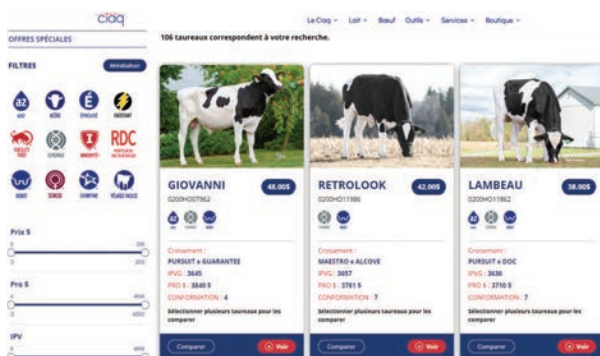 ciaq
Le Ciaq Lait Bœuf Outils Services Boutique
OFFRES SPÉCIALES
106 taureaux correspondent à votre recherche.
FILTRES
Réinitialiser
a2
É
RDC
GIOVANNI 48.00$
0200HO07962
Croisement :
PURSUIT x GUARANTEE
IPVG : 3645
PRO $ : 3840 $
CONFORMATION : 4
Sélectionner plusieurs taureaux pour les
comparer
Comparer Voir
RETROLOOK 42.00$
0200HO11986
Croisement :
MAESTRO x ALCOVE
IPVG : 3657
PRO $ : 3761 $
CONFORMATION : 7
Sélectionner plusieurs taureaux pour les
comparer
Comparer Voir
LAMBEAU 38.00$
0200HO11862
Croisement :
PURSUIT x DOC
IPVG : 3636
PRO $ : 3710 $
CONFORMATION : 7
Sélectionner plusieurs taureaux pour les
comparer
Comparer Voir
Prix $
Pro $
IPV